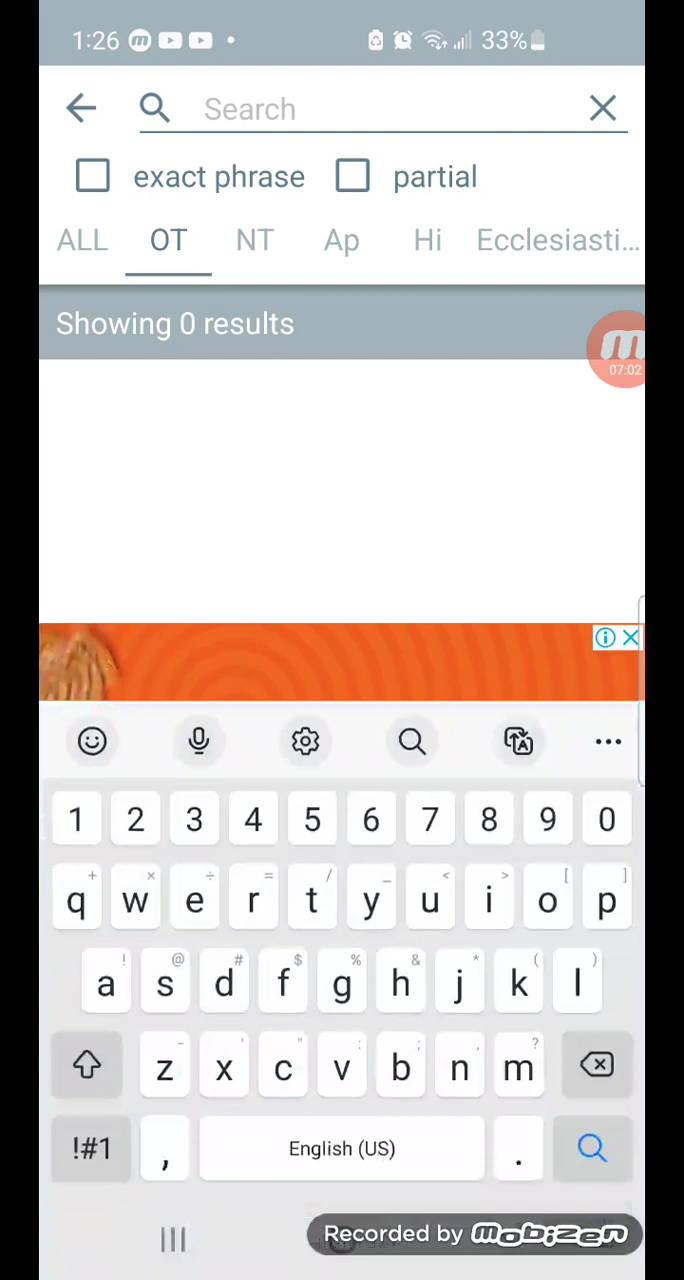 1:26 33%
Search
exact phrase partial
ALL OT NT Ap Hi Ecclesiasti...
Showing 0 results
07:02
1 2 3 4 5 6 7 8 9 0
+ × ÷ = / _ < > [ ]
q w e r t y u i o p
! @ # $ % & * ( )
a s d f g h j k l
- ' " : ; , ?
z x c v b n m
!#1 , English (US) .
Recorded by mobizen